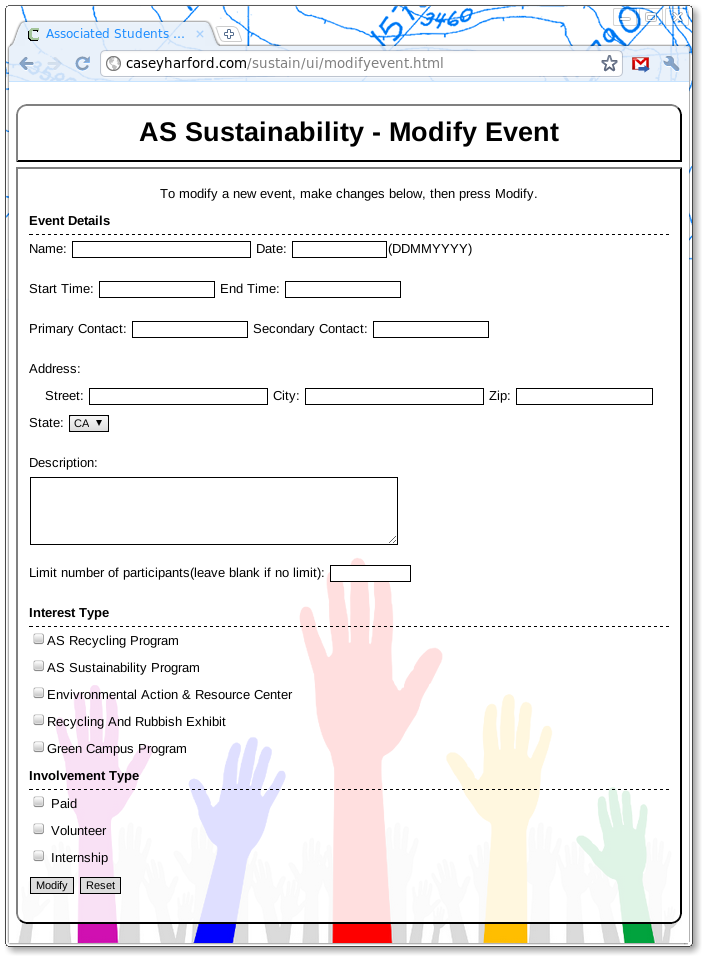 3460
Associated Students ...
caseyharford.com/sustain/ui/modifyevent.html
AS Sustainability - Modify Event
To modify a new event, make changes below, then press Modify.
Event Details
Name: Date: (DDMMYYYY)
Start Time: End Time:
Primary Contact: Secondary Contact:
Address:
Street: City: Zip:
State: CA ▼
Description:
Limit number of participants(leave blank if no limit):
Interest Type
AS Recycling Program
AS Sustainability Program
Envivronmental Action & Resource Center
Recycling And Rubbish Exhibit
Green Campus Program
Involvement Type
Paid
Volunteer
Internship
Modify Reset